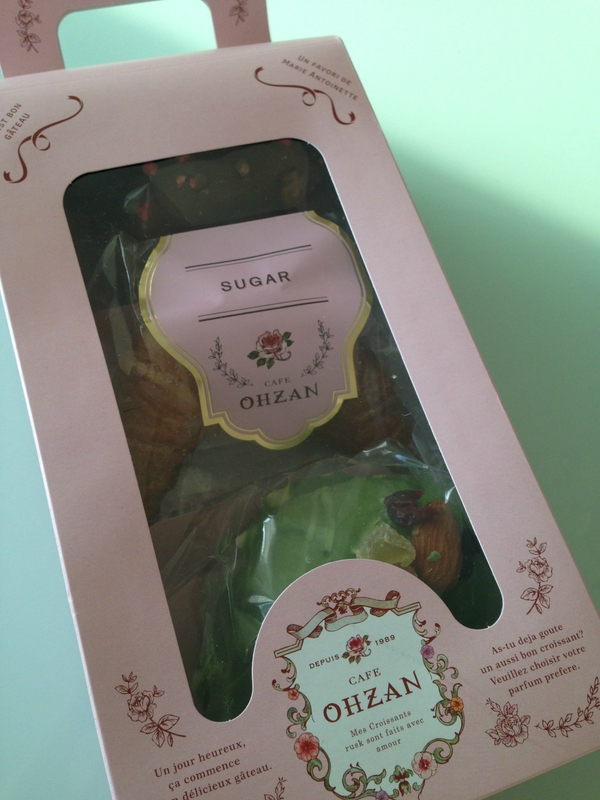 ST BON
GÂTEAU
UN FAVORI DE
MARIE ANTOINETTE
SUGAR
CAFE
OHZAN
DEPUIS 1989
CAFE
OHZAN
Mes Croissants
rusk sont faits avec
amour
As-tu deja goute
un aussi bon croissant?
Veuillez choisir votre
parfum prefere.
Un jour heureux,
ça commence
délicieux gâteau.